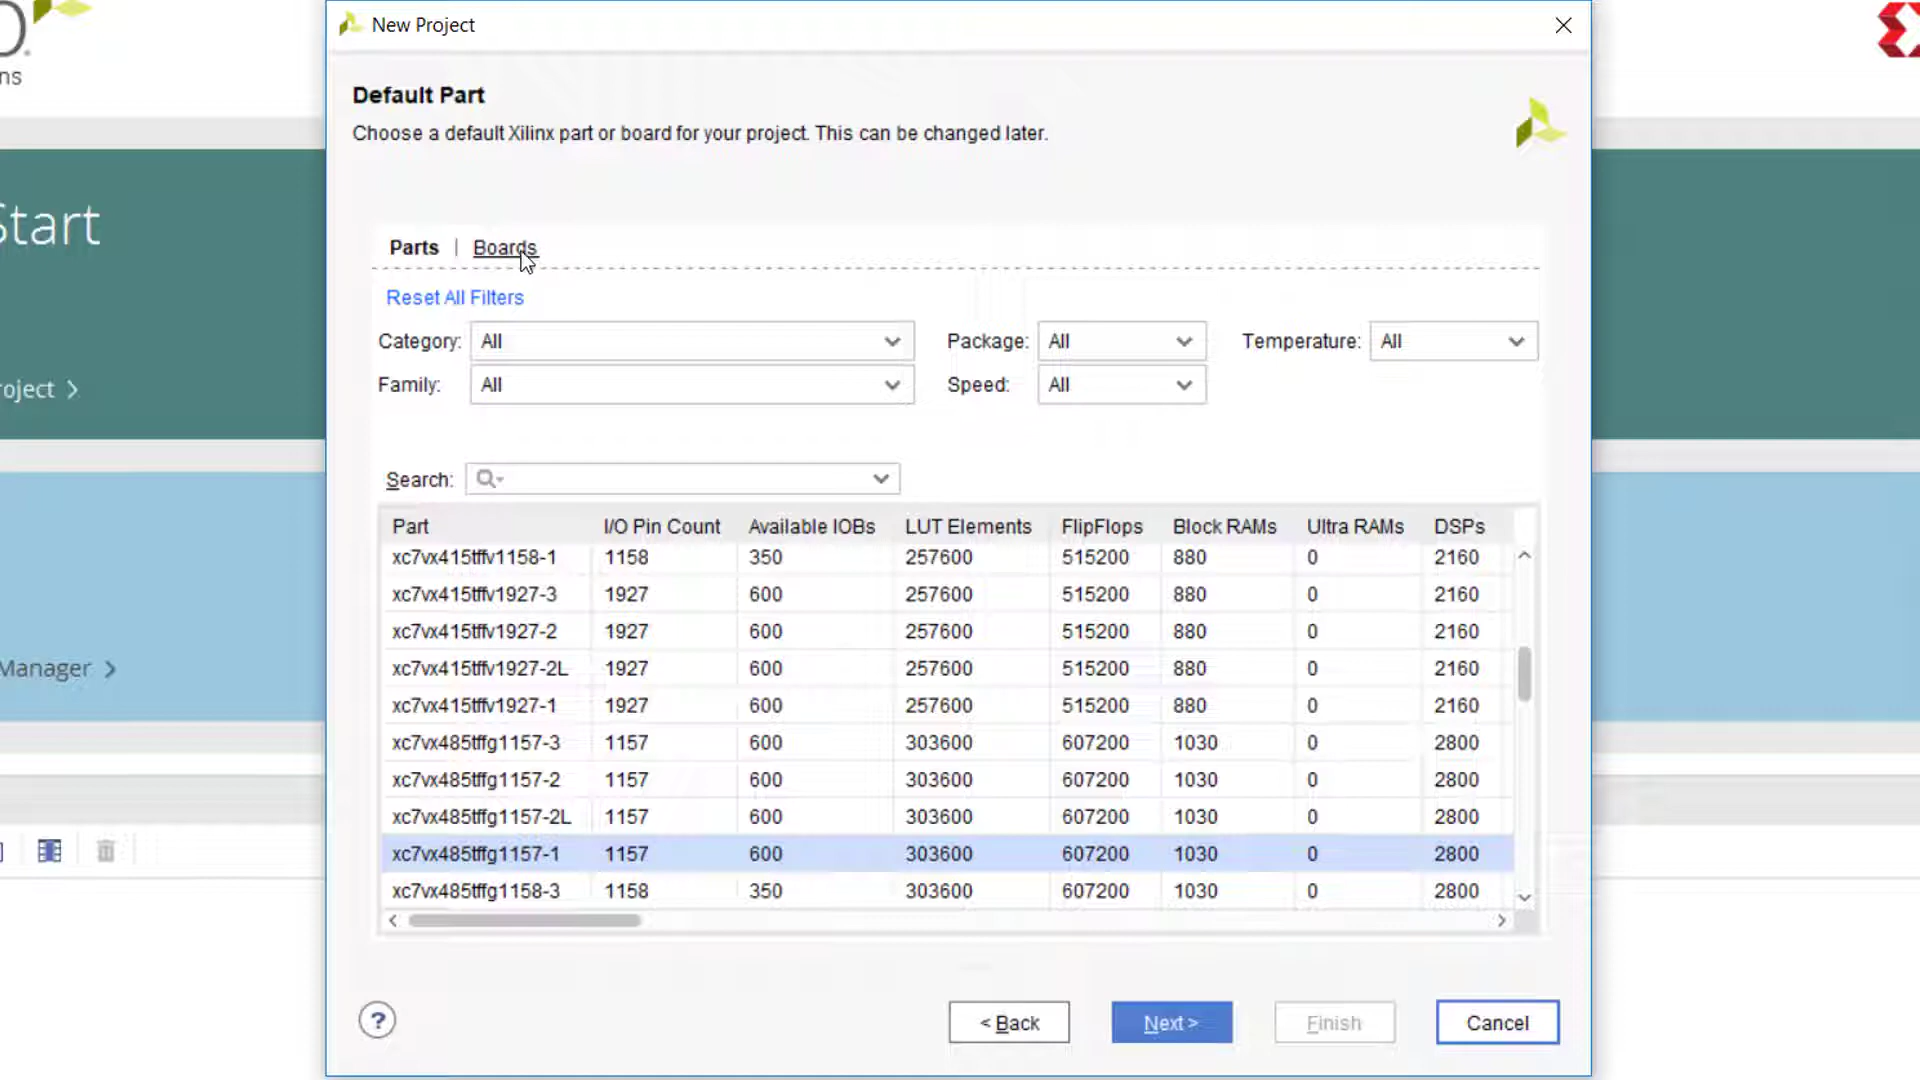 New Project
ns
Default Part
Choose a default Xilinx part or board for your project. This can be changed later.
Start
Parts | Boards
Reset All Filters
Category: All Package: All Temperature: All
Family: All Speed: All
roject >
Search:
Part I/O Pin Count Available IOBs LUT Elements FlipFlops Block RAMs Ultra RAMs DSPs
xc7vx415tffv1158-1 1158 350 257600 515200 880 0 2160
xc7vx415tffv1927-3 1927 600 257600 515200 880 0 2160
xc7vx415tffv1927-2 1927 600 257600 515200 880 0 2160
xc7vx415tffv1927-2L 1927 600 257600 515200 880 0 2160
Manager >
xc7vx415tffv1927-1 1927 600 257600 515200 880 0 2160
xc7vx485tffg1157-3 1157 600 303600 607200 1030 0 2800
xc7vx485tffg1157-2 1157 600 303600 607200 1030 0 2800
xc7vx485tffg1157-2L 1157 600 303600 607200 1030 0 2800
xc7vx485tffg1157-1 1157 600 303600 607200 1030 0 2800
xc7vx485tffg1158-3 1158 350 303600 607200 1030 0 2800
? < Back Next > Finish Cancel